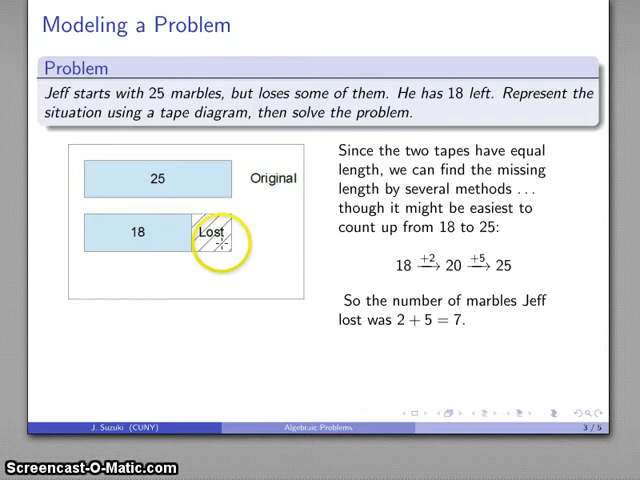 Modeling a Problem
Problem
Jeff starts with 25 marbles, but loses some of them. He has 18 left. Represent the
situation using a tape diagram, then solve the problem.
25
Original
18
Lost
Since the two tapes have equal
length, we can find the missing
length by several methods ...
though it might be easiest to
count up from 18 to 25:
18 +2⟶ 20 +5⟶ 25
So the number of marbles Jeff
lost was 2 + 5 = 7.
J. Suzuki (CUNY)
Algebraic Problems
3 / 5
Screencast-O-Matic.com